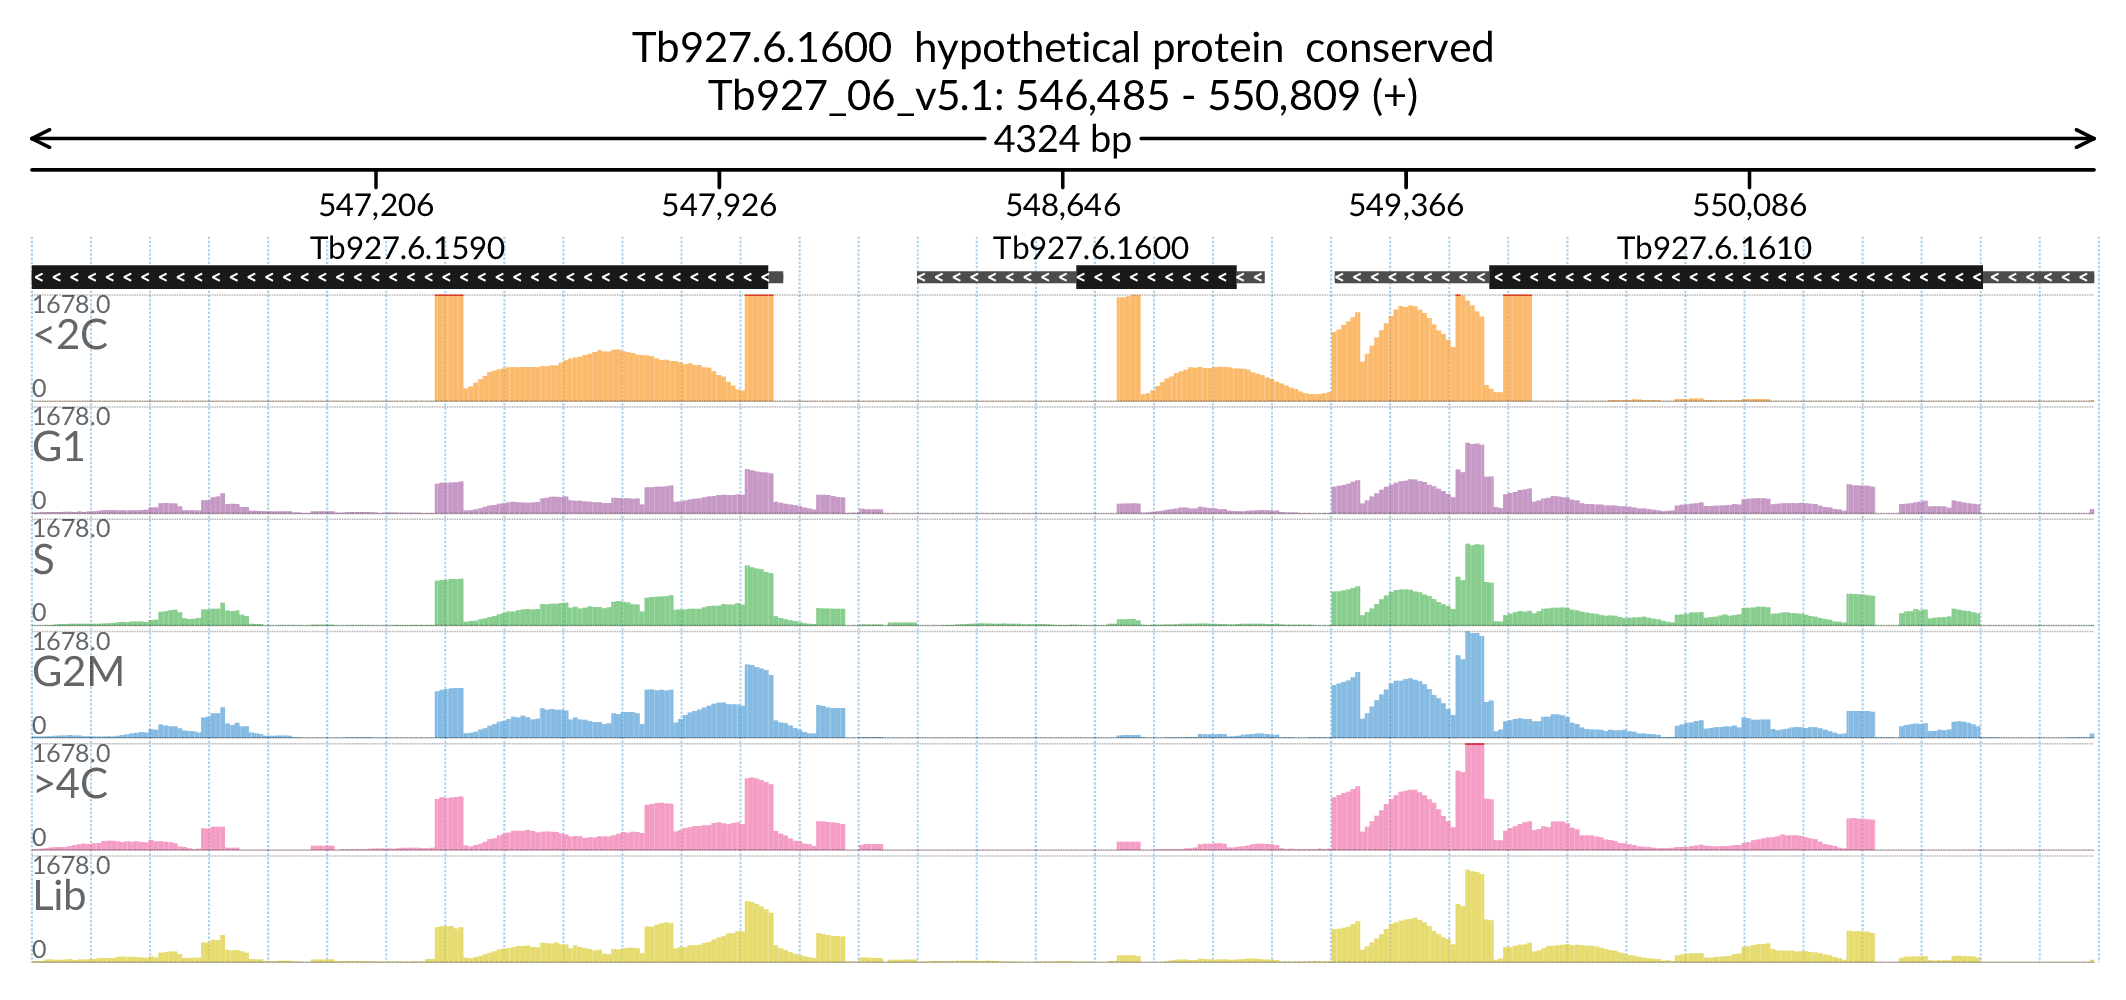 Tb927.6.1600  hypothetical protein  conserved
Tb927_06_v5.1: 546,485 - 550,809 (+)
4324 bp
547,206 547,926 548,646 549,366 550,086
Tb927.6.1590 Tb927.6.1600 Tb927.6.1610
1678.0
<2C
0
1678.0
G1
0
1678.0
S
0
1678.0
G2M
0
1678.0
>4C
0
1678.0
Lib
0